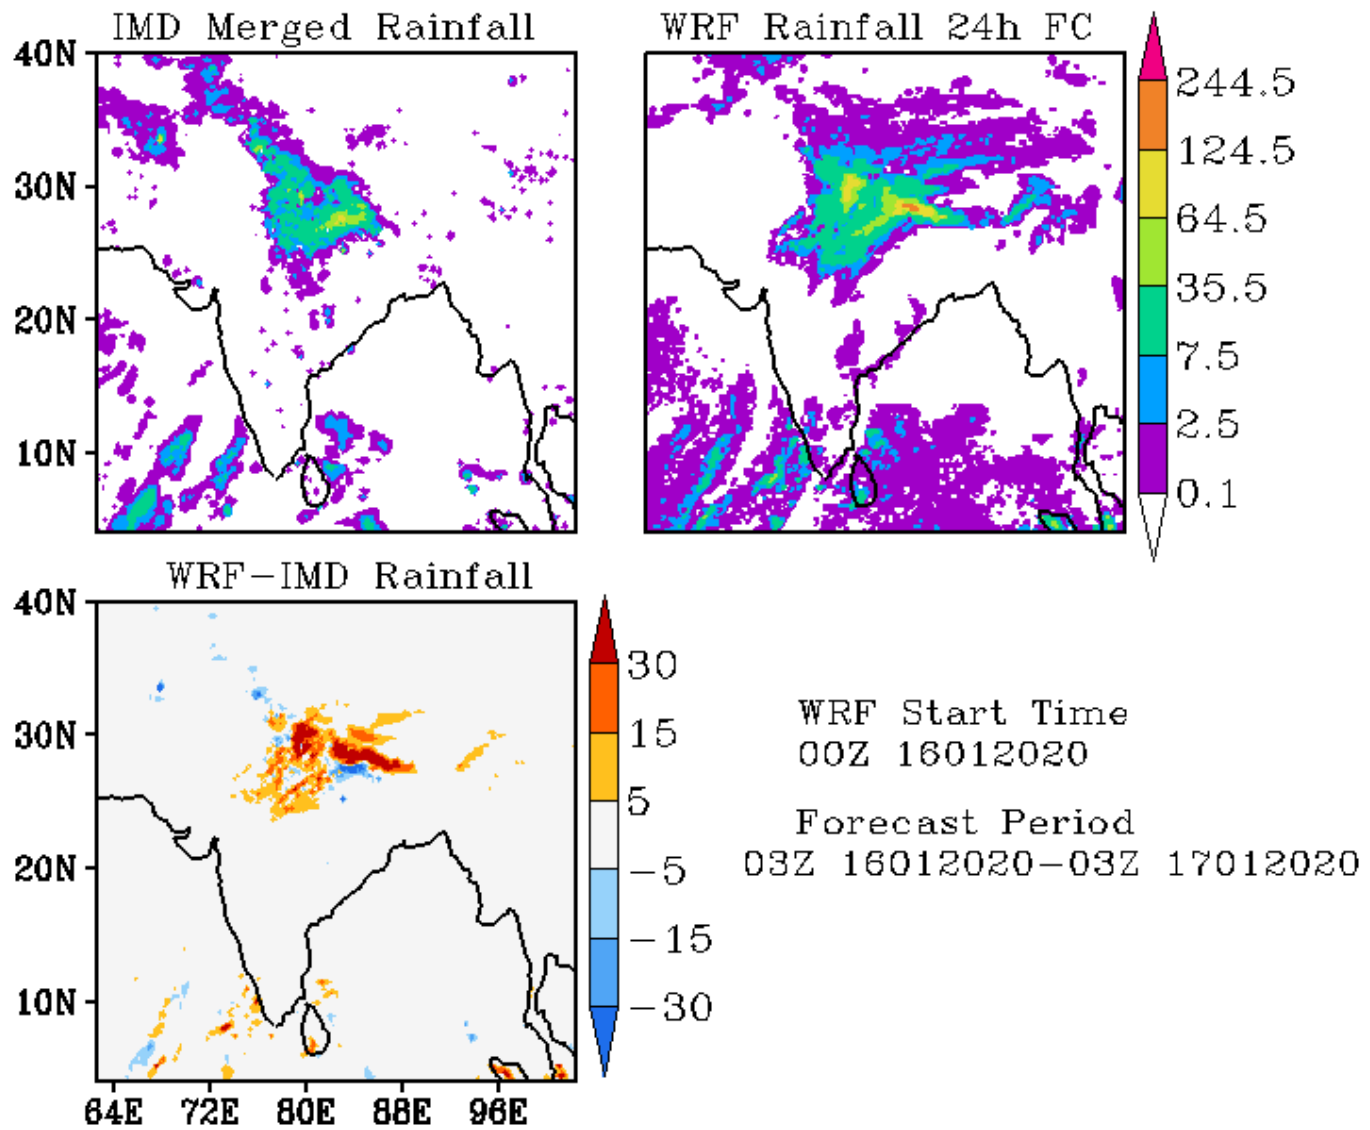 IMD Merged Rainfall
WRF Rainfall 24h FC
40N
30N
20N
10N
244.5
124.5
64.5
35.5
7.5
2.5
0.1
WRF-IMD Rainfall
40N
30N
20N
10N
64E 72E 80E 88E 96E
30
15
5
-5
-15
-30
WRF Start Time
00Z 16012020
Forecast Period
03Z 16012020-03Z 17012020